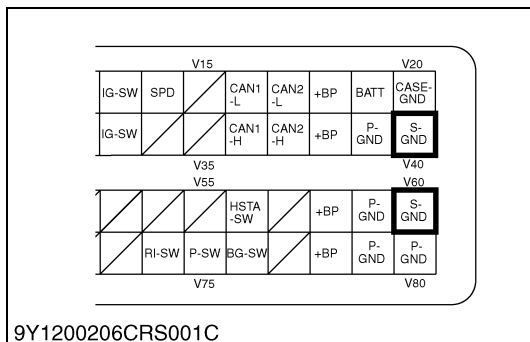 V15 V20
IG-SW SPD CAN1 -L CAN2 -L +BP BATT CASE- GND
IG-SW CAN1 -H CAN2 -H +BP P- GND S- GND
V35 V40
V55 V60
HSTA -SW +BP P- GND S- GND
RI-SW P-SW BG-SW +BP P- GND P- GND
V75 V80
9Y1200206CRS001C